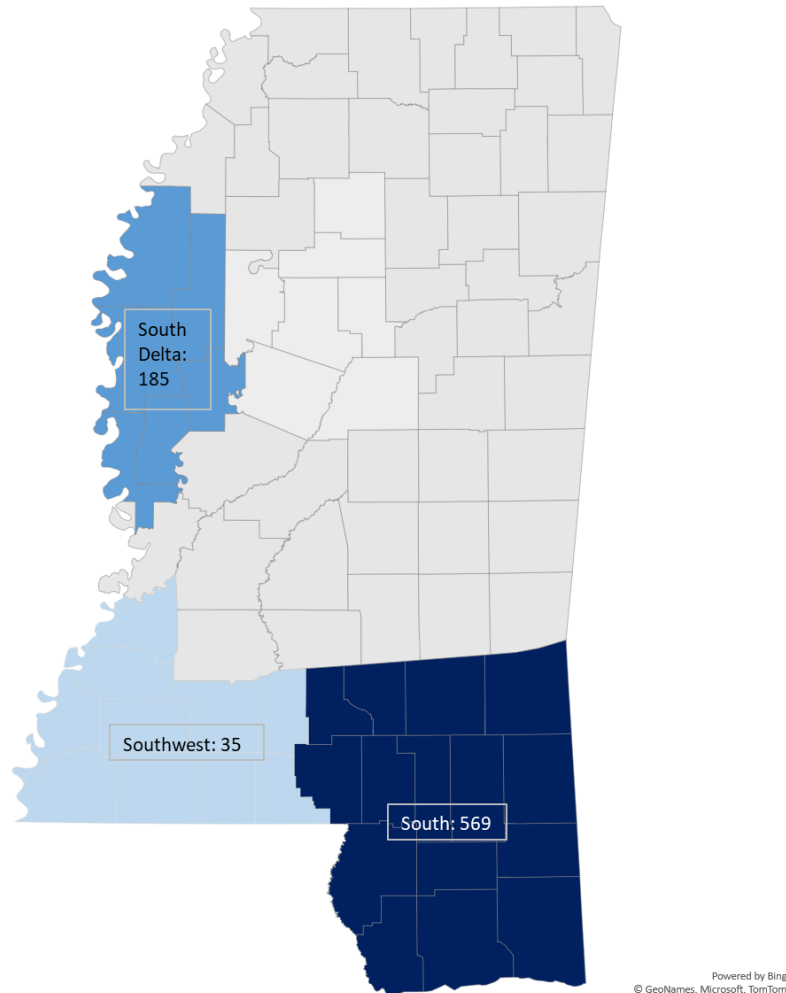 South
Delta:
185
Southwest: 35
South: 569
Powered by Bing
© GeoNames, Microsoft, TomTom